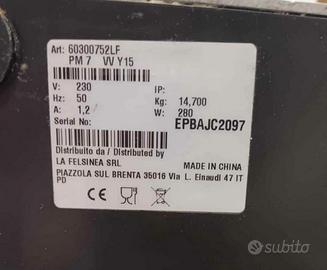 Art: 60300752LF
PM 7 VV Y15
V: 230 IP:
Hz: 50 Kg: 14,700
A: 1,2 W: 280
Serial No: EPBAJC2097
Distribuito da / Distributed by
LA FELSINEA SRL MADE IN CHINA
PIAZZOLA SUL BRENTA 35016 Via L. Einaudi 47 IT
PD
CE
subito